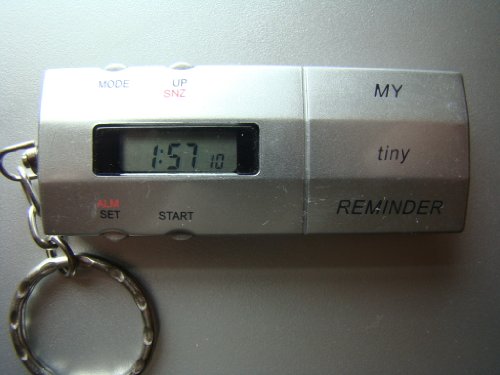 MODE UP
SNZ
1:57 10
ALM
SET START
MY
tiny
REMINDER